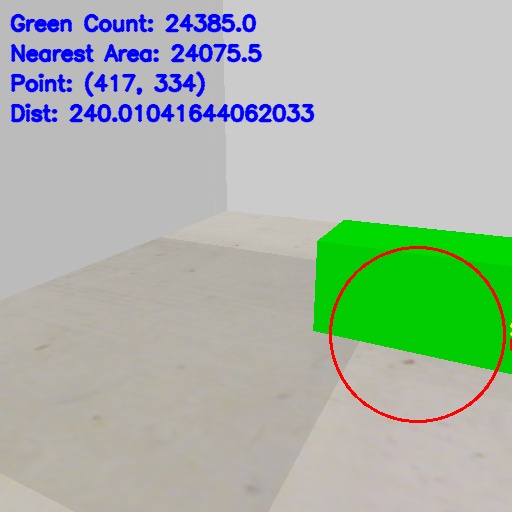 Green Count: 24385.0
Nearest Area: 24075.5
Point: (417, 334)
Dist: 240.01041644062033